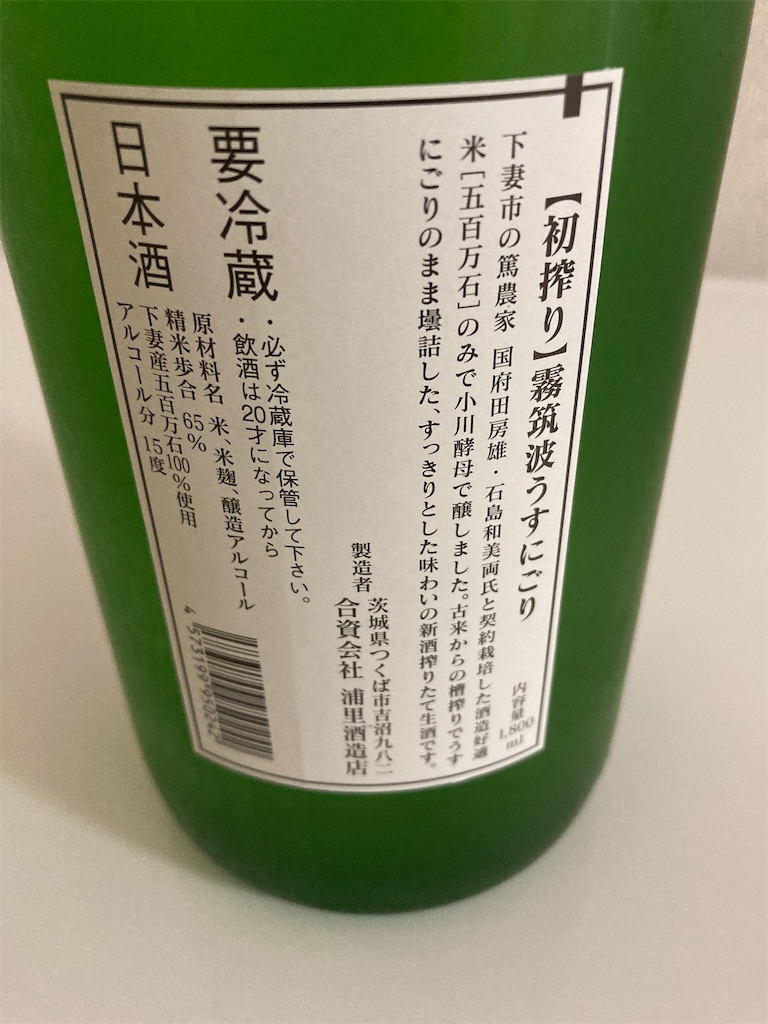 【初搾り】霧筑波うすにごり
内容量 1,800ml
下妻市の篤農家 国府田房雄・石島和美両氏と契約栽培した酒造好適
米[五百万石]のみで小川酵母で醸しました。古来からの槽搾りでうす
にごりのまま壜詰した、すっきりとした味わいの新酒搾りたて生酒です。
製造者
茨城県つくば市吉沼九八二
合資会社 浦里酒造店
要冷蔵
・必ず冷蔵庫で保管して下さい。
・飲酒は20才になってから
日本酒
原材料名 米、米麹、醸造アルコール
精米歩合 65%
下妻産五百万石100%使用
アルコール分 15度